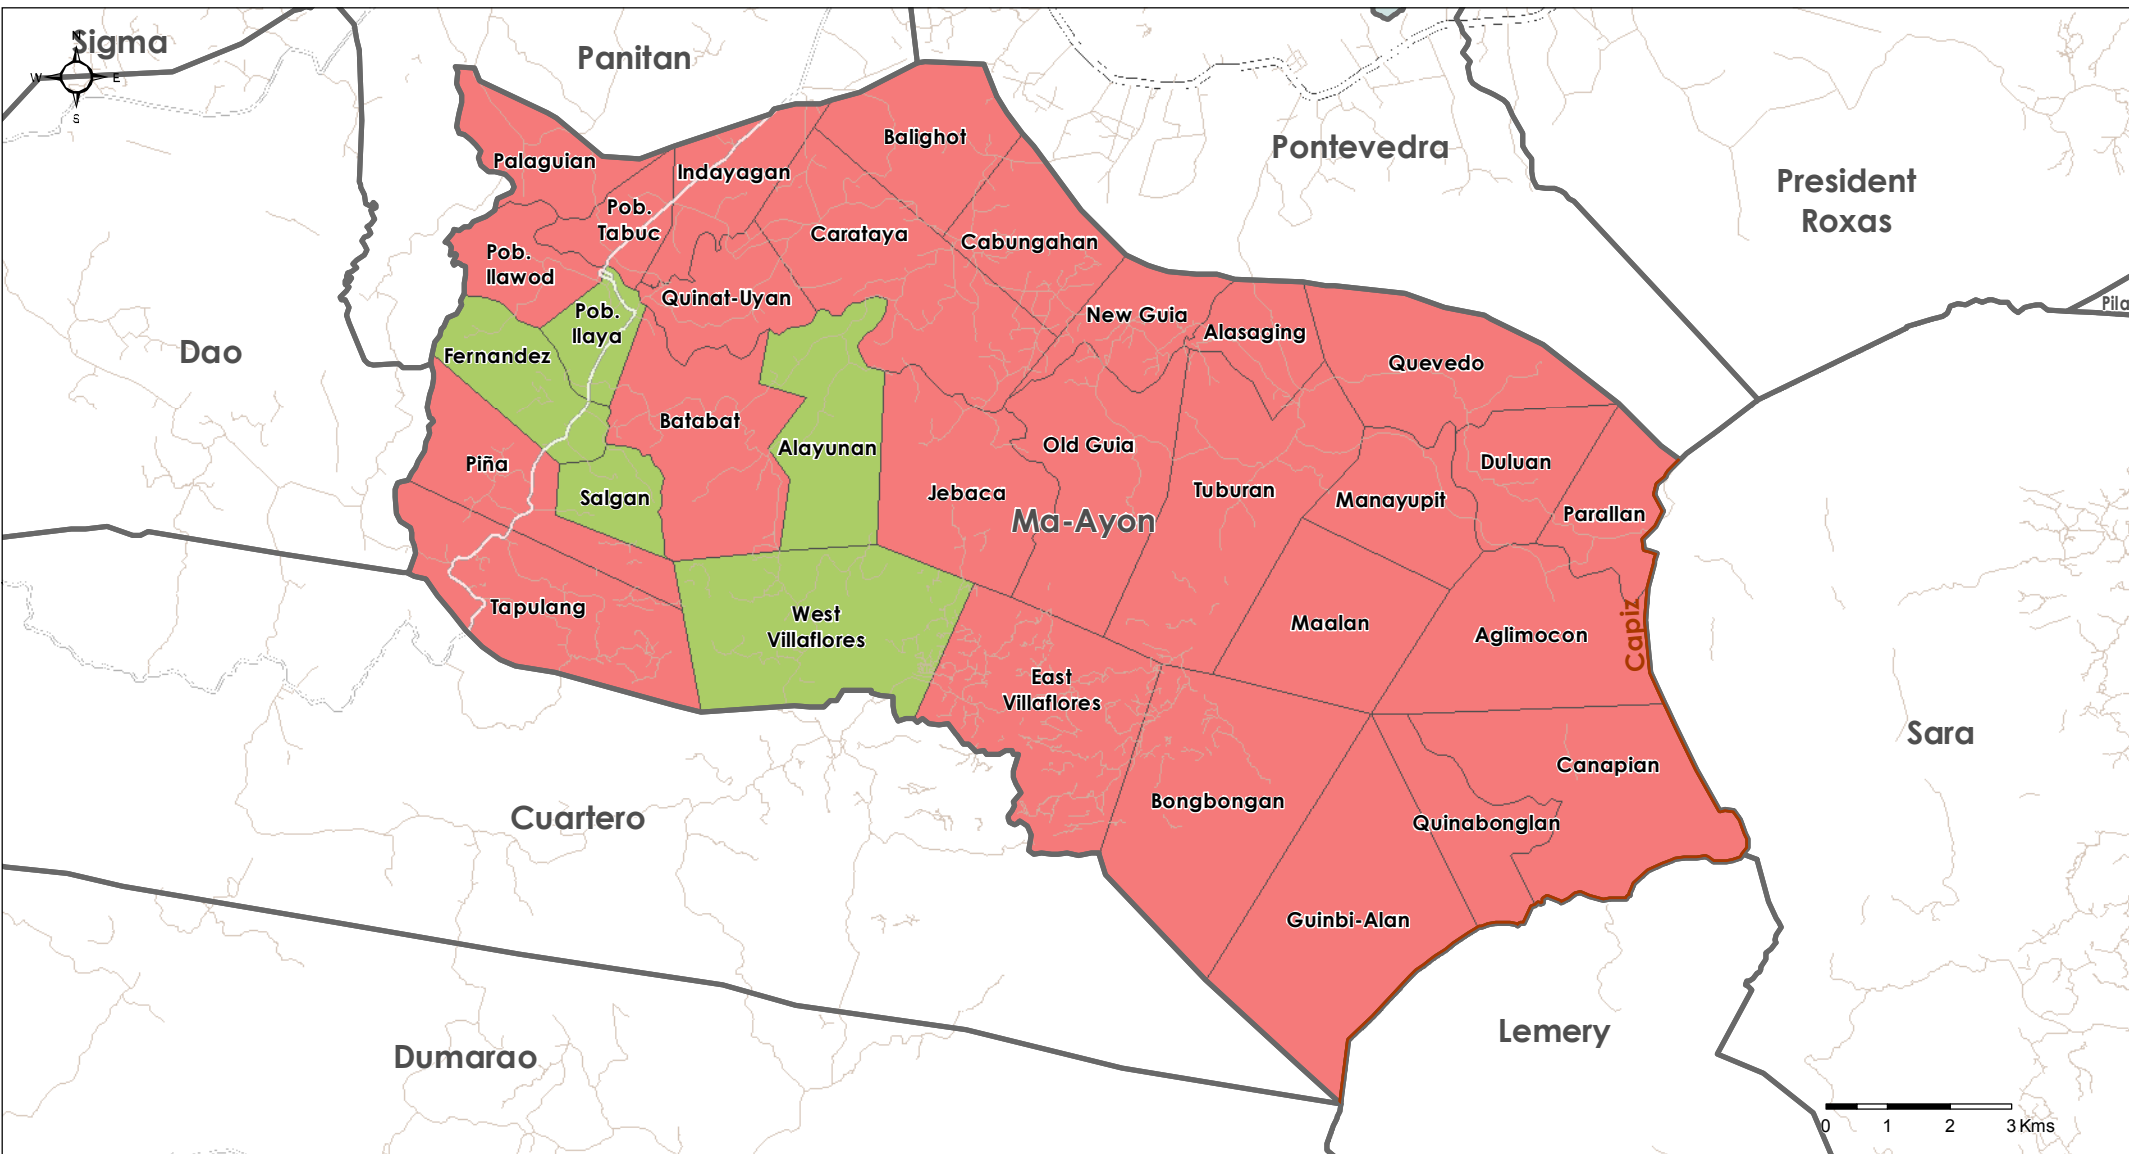 Sigma
N
W
E
S
Panitan
Pontevedra
President
Roxas
Pila
Dao
Balighot
Palaguian
Indayagan
Pob.
Tabuc
Carataya
Cabungahan
Pob.
Ilawod
Quinat-Uyan
Pob.
Ilaya
New Guia
Alasaging
Fernandez
Quevedo
Batabat
Alayunan
Old Guia
Piña
Duluan
Salgan
Jebaca
Tuburan
Manayupit
Parallan
Ma-Ayon
Tapulang
West
Villaflores
Maalan
Aglimocon
Capiz
East
Villaflores
Sara
Canapian
Bongbongan
Quinabonglan
Cuartero
Guinbi-Alan
Lemery
Dumarao
0 1 2 3 Kms